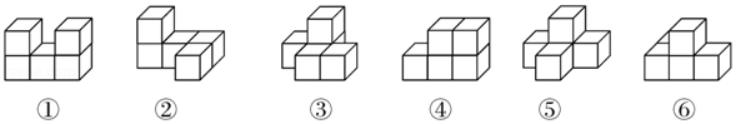 ① ② ③ ④ ⑤ ⑥